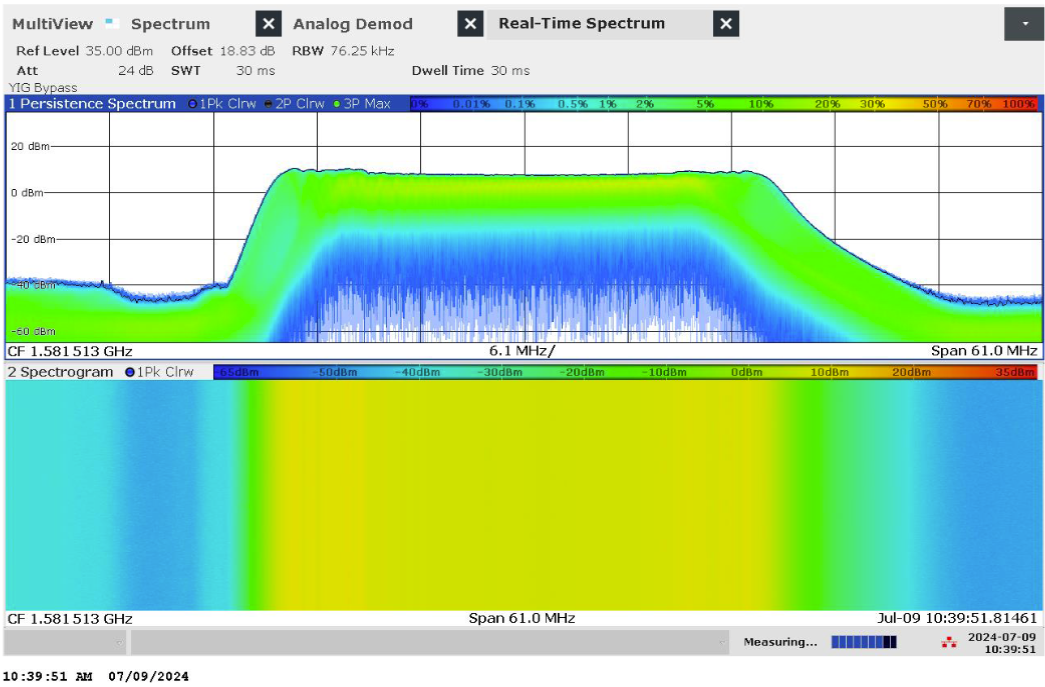 MultiView Spectrum X Analog Demod X Real-Time Spectrum X
Ref Level 35.00 dBm Offset 18.83 dB RBW 76.25 kHz
Att 24 dB SWT 30 ms Dwell Time 30 ms
YIG Bypass
1 Persistence Spectrum 1Pk Clrw 2P Clrw 3P Max 0% 0.01% 0.1% 0.5% 1% 2% 5% 10% 20% 30% 50% 70% 100%
20 dBm
0 dBm
-20 dBm
-40 dBm
-60 dBm
CF 1.581513 GHz 6.1 MHz/ Span 61.0 MHz
2 Spectrogram 1Pk Clrw -65dBm -50dBm -40dBm -30dBm -20dBm -10dBm 0dBm 10dBm 20dBm 35dBm
CF 1.581513 GHz Span 61.0 MHz Jul-09 10:39:51.81461
Measuring... 2024-07-09
10:39:51
10:39:51 AM 07/09/2024